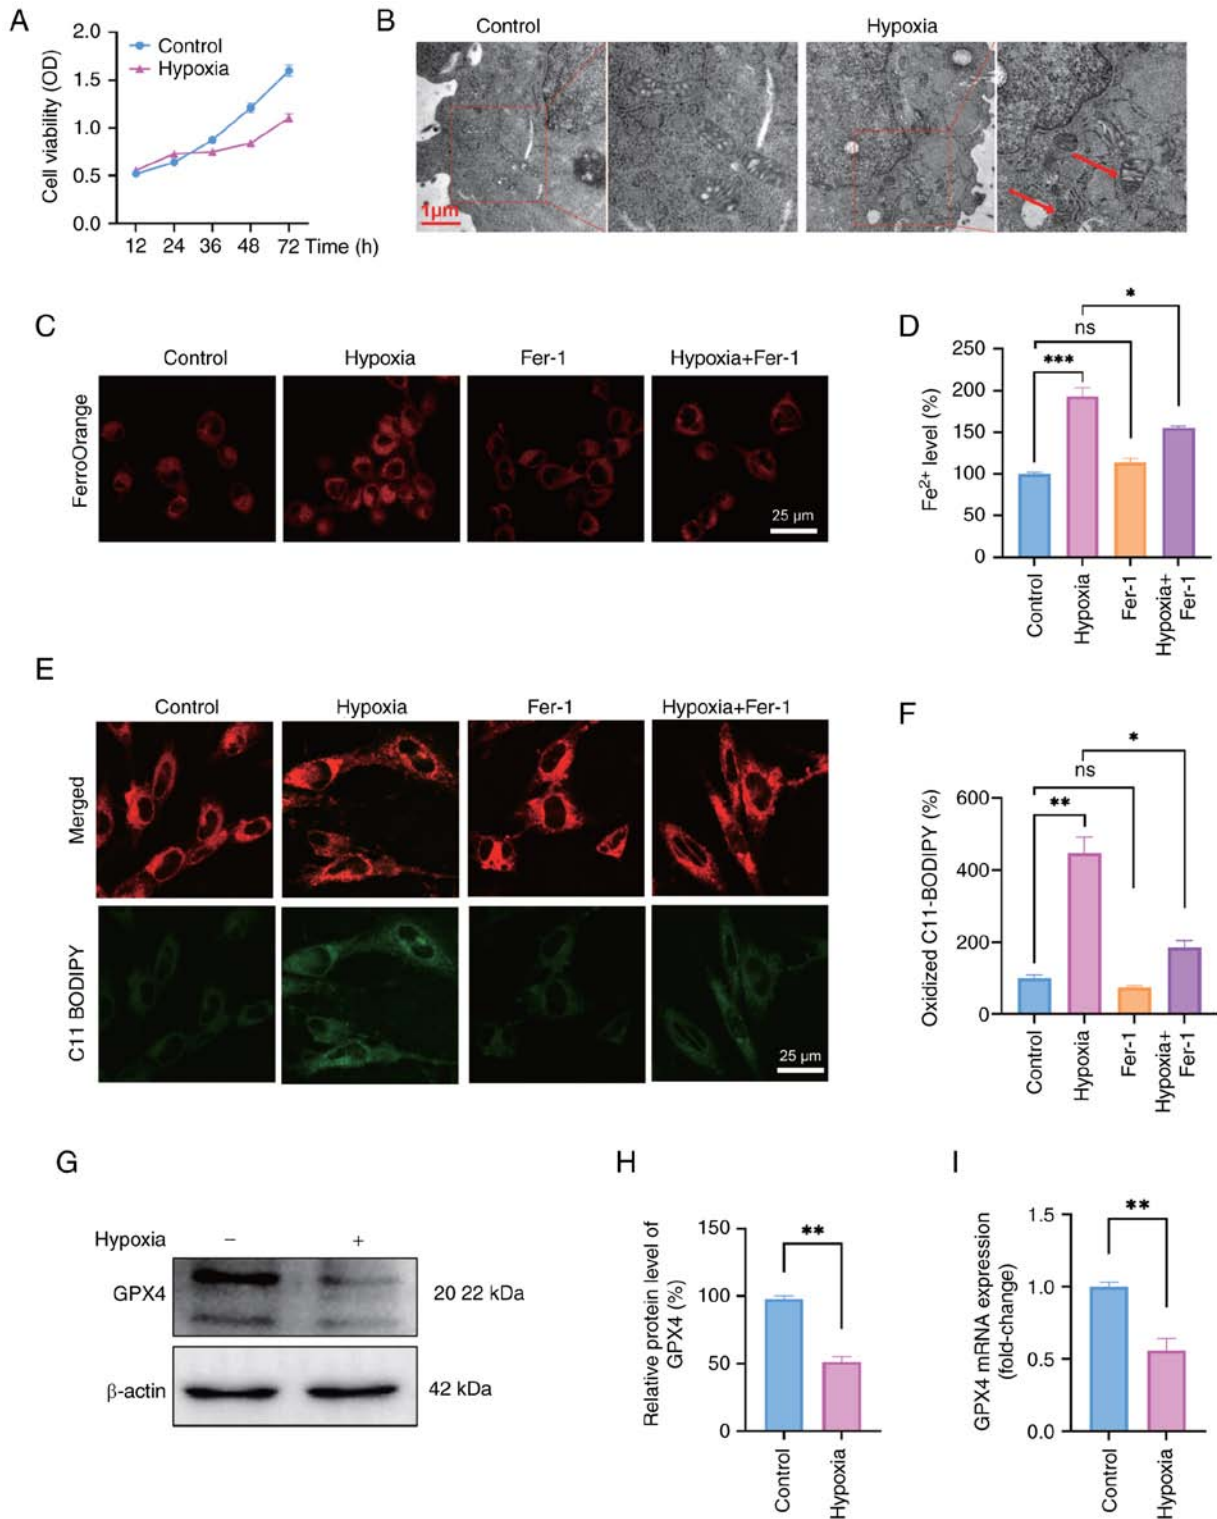 A
2.0
1.5
1.0
0.5
0.0
Cell viability (OD)
Control
Hypoxia
12 24 36 48 72 Time (h)
B
Control
Hypoxia
1μm
C
Control
Hypoxia
Fer-1
Hypoxia+Fer-1
FerroOrange
25 μm
D
*
ns
***
250
200
150
100
50
0
Fe²⁺ level (%)
Control
Hypoxia
Fer-1
Hypoxia+
Fer-1
E
Control
Hypoxia
Fer-1
Hypoxia+Fer-1
Merged
C11 BODIPY
25 μm
F
*
ns
**
600
400
200
0
Oxidized C11-BODIPY (%)
Control
Hypoxia
Fer-1
Hypoxia+
Fer-1
G
Hypoxia − +
GPX4
20 22 kDa
β-actin
42 kDa
H
**
150
100
50
0
Relative protein level of
GPX4 (%)
Control
Hypoxia
I
**
1.5
1.0
0.5
0.0
GPX4 mRNA expression
(fold-change)
Control
Hypoxia